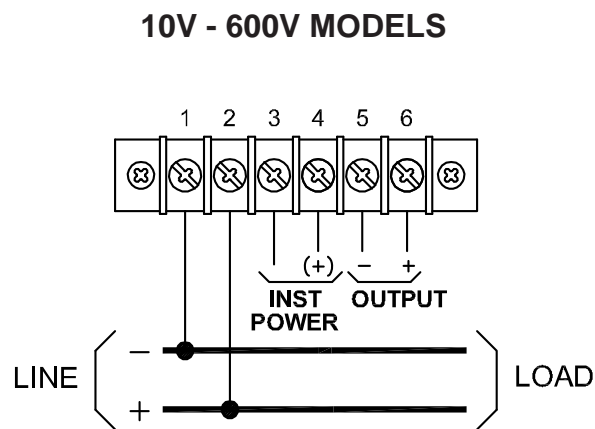 10V - 600V MODELS
1 2 3 4 5 6
(+) − +
INST POWER
OUTPUT
LINE
−
+
LOAD